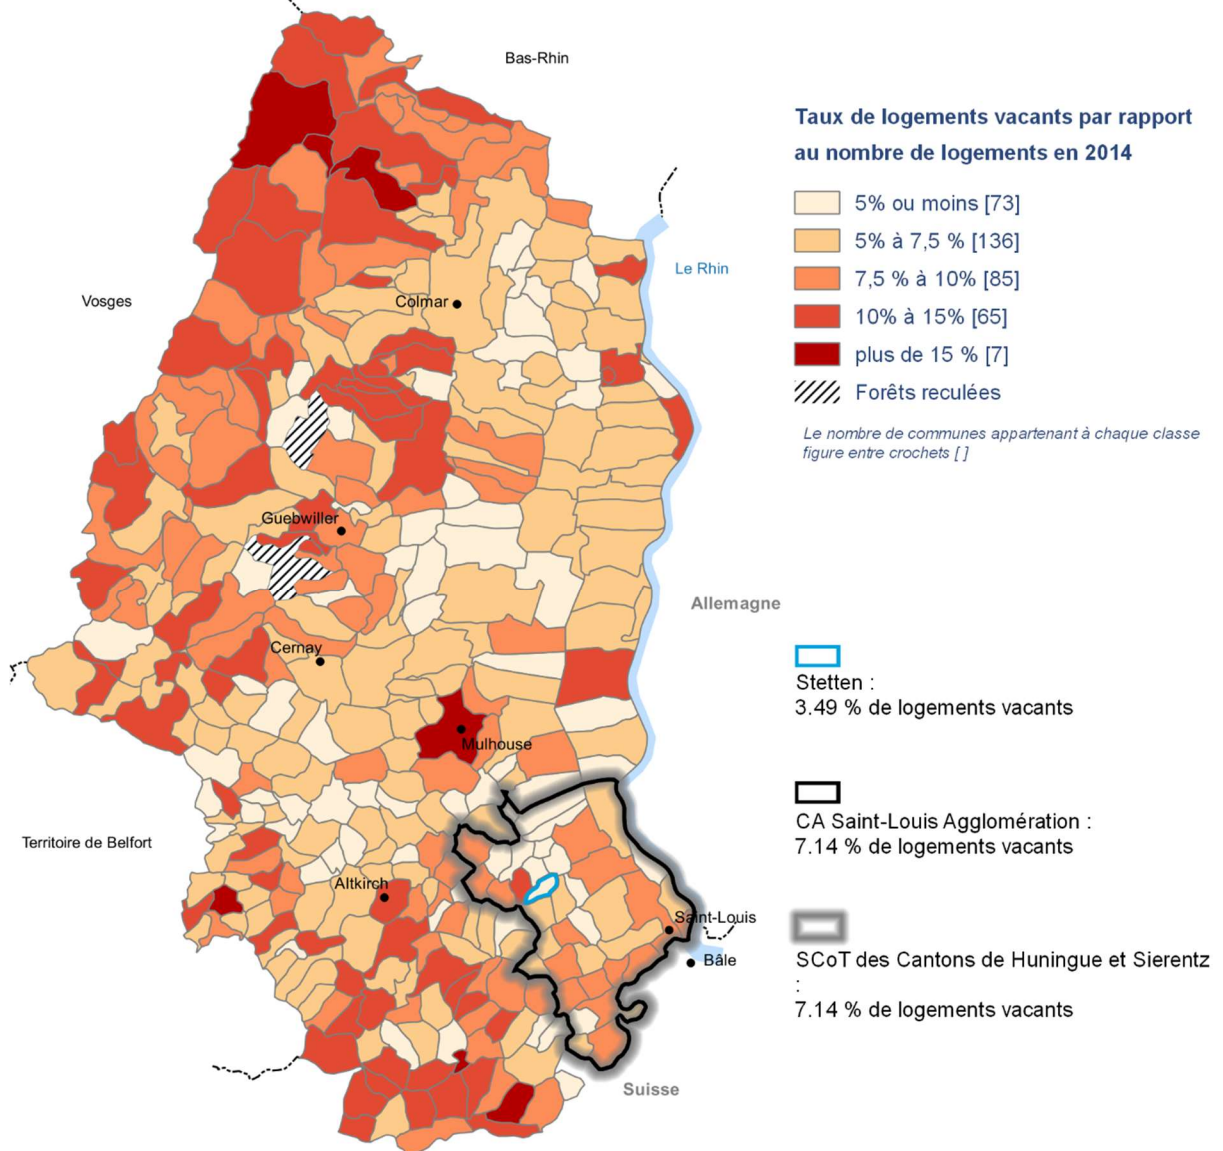 Bas-Rhin
Taux de logements vacants par rapport
au nombre de logements en 2014
5% ou moins [73]
5% à 7,5 % [136]
7,5 % à 10% [85]
10% à 15% [65]
plus de 15 % [7]
Forêts reculées
Le nombre de communes appartenant à chaque classe
figure entre crochets [ ]
Le Rhin
Vosges
Colmar
Guebwiller
Allemagne
Cernay
Stetten :
3.49 % de logements vacants
Mulhouse
CA Saint-Louis Agglomération :
7.14 % de logements vacants
Territoire de Belfort
Altkirch
Saint-Louis
Bâle
SCoT des Cantons de Huningue et Sierentz
:
7.14 % de logements vacants
Suisse